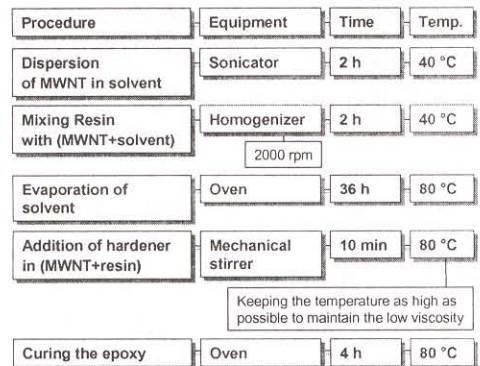 Procedure Equipment Time Temp.
Dispersion Sonicator 2 h 40 °C
of MWNT in solvent
Mixing Resin Homogenizer 2 h 40 °C
with (MWNT+solvent)
2000 rpm
Evaporation of Oven 36 h 80 °C
solvent
Addition of hardener Mechanical 10 min 80 °C
in (MWNT+resin) stirrer
Keeping the temperature as high as
possible to maintain the low viscosity
Curing the epoxy Oven 4 h 80 °C